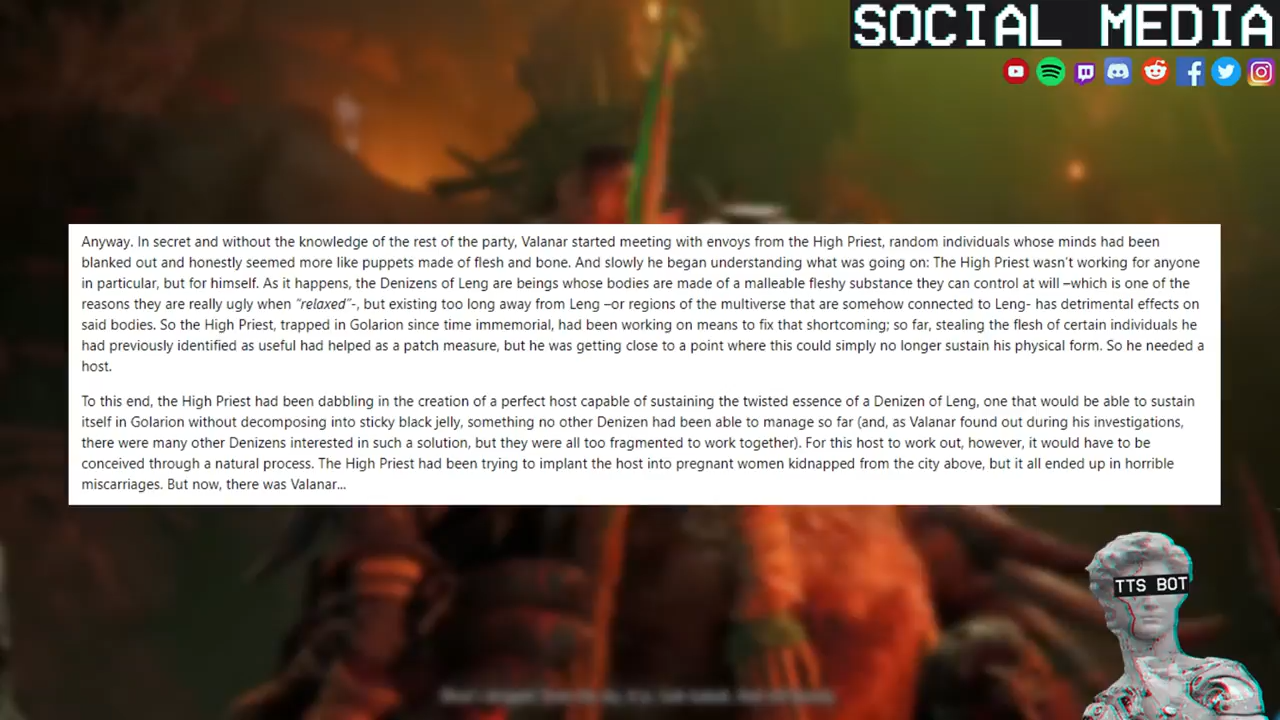 SOCIAL MEDIA
Anyway. In secret and without the knowledge of the rest of the party, Valanar started meeting with envoys from the High Priest, random individuals whose minds had been
blanked out and honestly seemed more like puppets made of flesh and bone. And slowly he began understanding what was going on: The High Priest wasn't working for anyone
in particular, but for himself. As it happens, the Denizens of Leng are beings whose bodies are made of a malleable fleshy substance they can control at will –which is one of the
reasons they are really ugly when "relaxed"-, but existing too long away from Leng –or regions of the multiverse that are somehow connected to Leng- has detrimental effects on
said bodies. So the High Priest, trapped in Golarion since time immemorial, had been working on means to fix that shortcoming; so far, stealing the flesh of certain individuals he
had previously identified as useful had helped as a patch measure, but he was getting close to a point where this could simply no longer sustain his physical form. So he needed a
host.
To this end, the High Priest had been dabbling in the creation of a perfect host capable of sustaining the twisted essence of a Denizen of Leng, one that would be able to sustain
itself in Golarion without decomposing into sticky black jelly, something no other Denizen had been able to manage so far (and, as Valanar found out during his investigations,
there were many other Denizens interested in such a solution, but they were all too fragmented to work together). For this host to work out, however, it would have to be
conceived through a natural process. The High Priest had been trying to implant the host into pregnant women kidnapped from the city above, but it all ended up in horrible
miscarriages. But now, there was Valanar...
TTS BOT